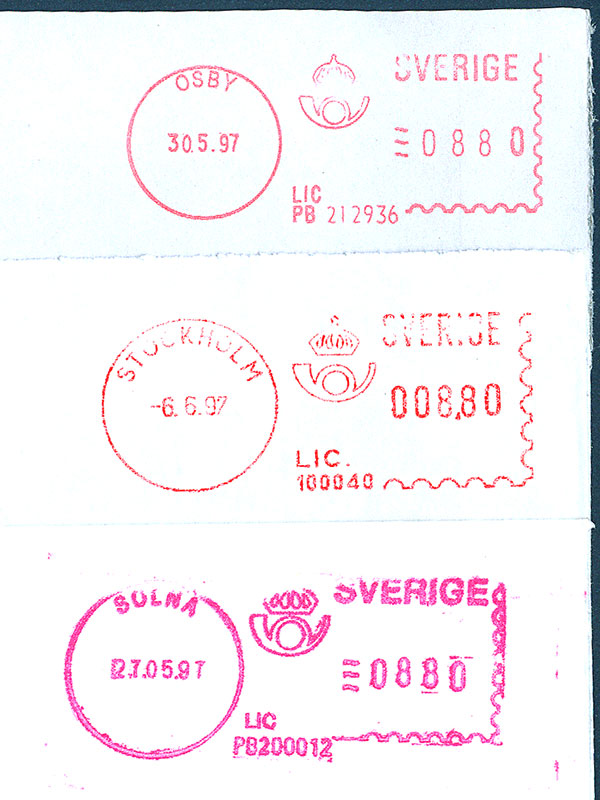 OSBY
30.5.97
SVERIGE
0880
LIC
PB 212936
STOCKHOLM
-6.6.97
SVERIGE
008,80
LIC.
100040
SOLNA
27.05.97
SVERIGE
0880
LIC
PB200012